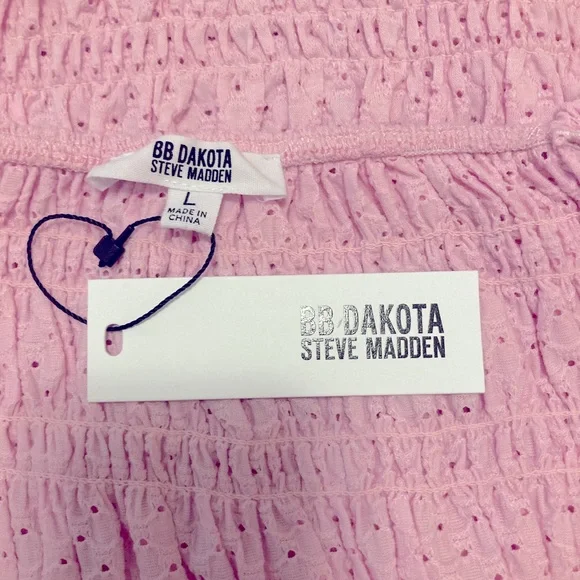 BB DAKOTA
STEVE MADDEN
L
MADE IN
CHINA
BB DAKOTA
STEVE MADDEN